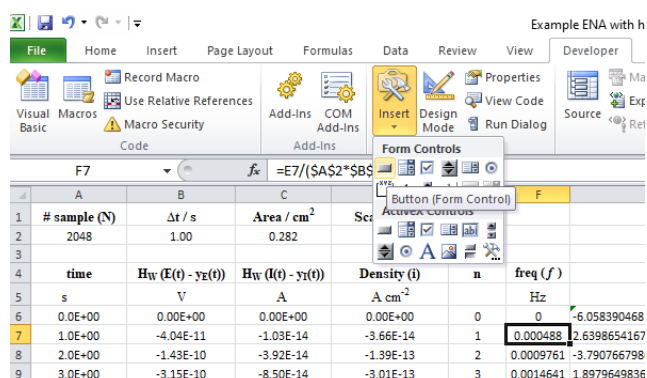 Example ENA with h
File Home Insert Page Layout Formulas Data Review View Developer
Visual Basic
Macros
Record Macro
Use Relative References
Macro Security
Code
Add-Ins
COM Add-Ins
Add-Ins
Insert
Design Mode
Properties
View Code
Run Dialog
Source
Form Controls
Button (Form Control)
ActiveX Controls
F7 fx =E7/($A$2*$B$
A B C F
1 # sample (N) Δt / s Area / cm² Sca
2 2048 1.00 0.282
3
4 time H_W (E(t) - y_E(t)) H_W (I(t) - y_I(t)) Density (i) n freq (f)
5 s V A A cm⁻² Hz
6 0.0E+00 0.00E+00 0.00E+00 0.00E+00 0 0 -6.058390468
7 1.0E+00 -4.04E-11 -1.03E-14 -3.66E-14 1 0.000488 2.6398654167
8 2.0E+00 -1.43E-10 -3.92E-14 -1.39E-13 2 0.0009761 -3.790766798
9 3.0E+00 -3.15E-10 -8.50E-14 -3.01E-13 3 0.0014641 1.8979649836